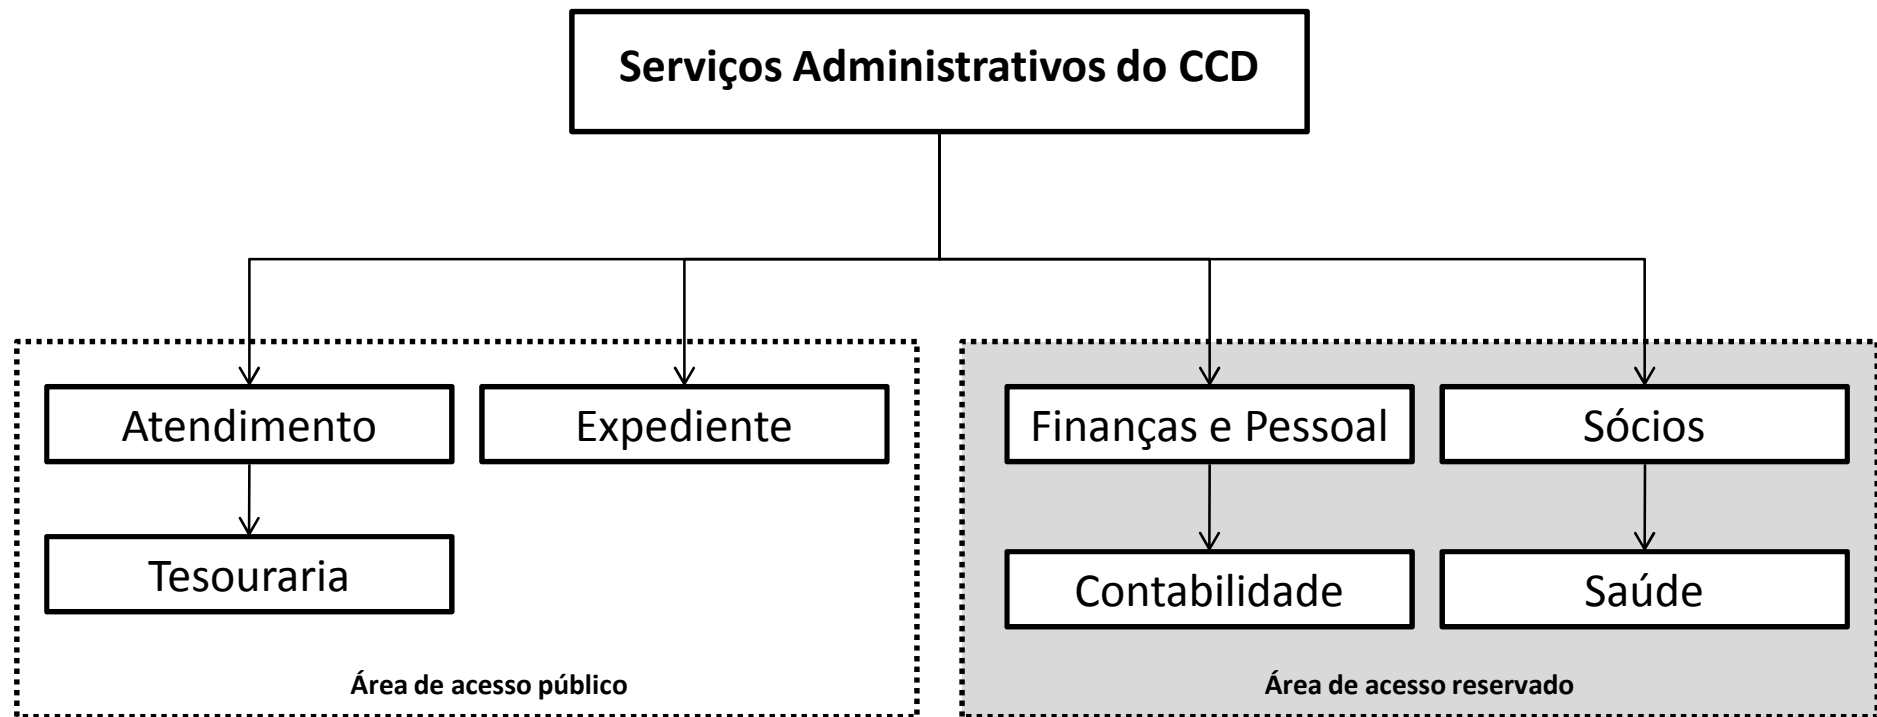 Serviços Administrativos do CCD
Atendimento
Expediente
Finanças e Pessoal
Sócios
Tesouraria
Contabilidade
Saúde
Área de acesso público
Área de acesso reservado